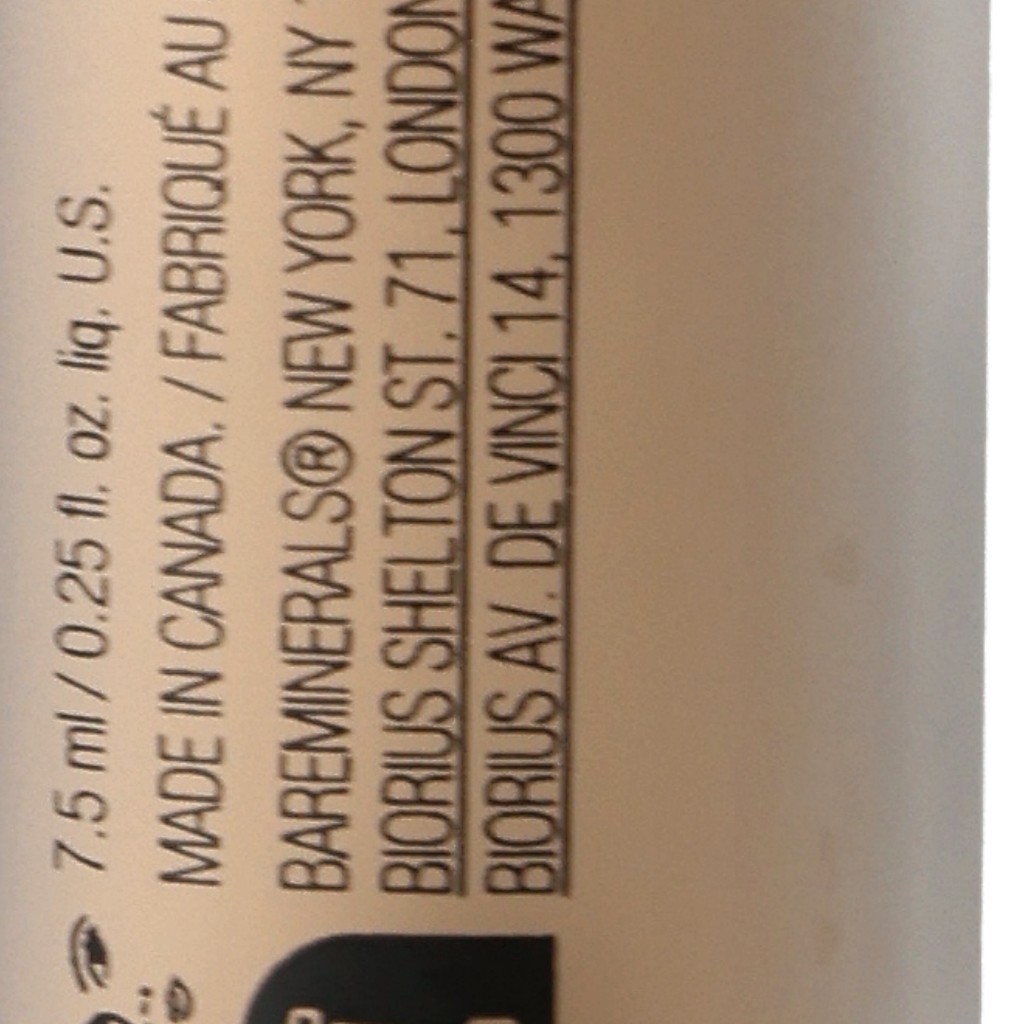 7.5 ml / 0.25 fl. oz. liq. U.S.
MADE IN CANADA. / FABRIQUÉ AU
BAREMINERALS® NEW YORK, NY
BIORIUS SHELTON ST. 71, LONDON
BIORIUS AV. DE VINCI 14, 1300 WA